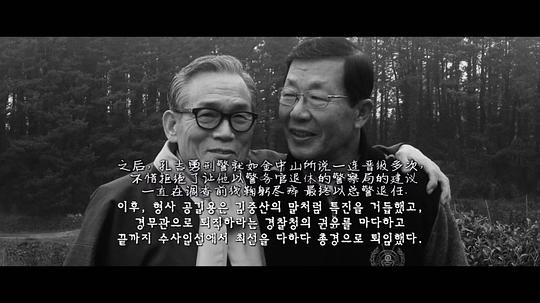 之后，孔吉勇刑警就如金中山所说一连晋级多次，
不惜拒绝了让他以警务官退休的警察局的建议
一直在调查前线鞠躬尽瘁 最终以总警退任.
이후, 형사 공길용은 김중산의 말처럼 특진을 거듭했고,
경무관으로 퇴직하라는 경찰청의 권유를 마다하고
끝까지 수사일선에서 최선을 다하다 총경으로 퇴임했다.